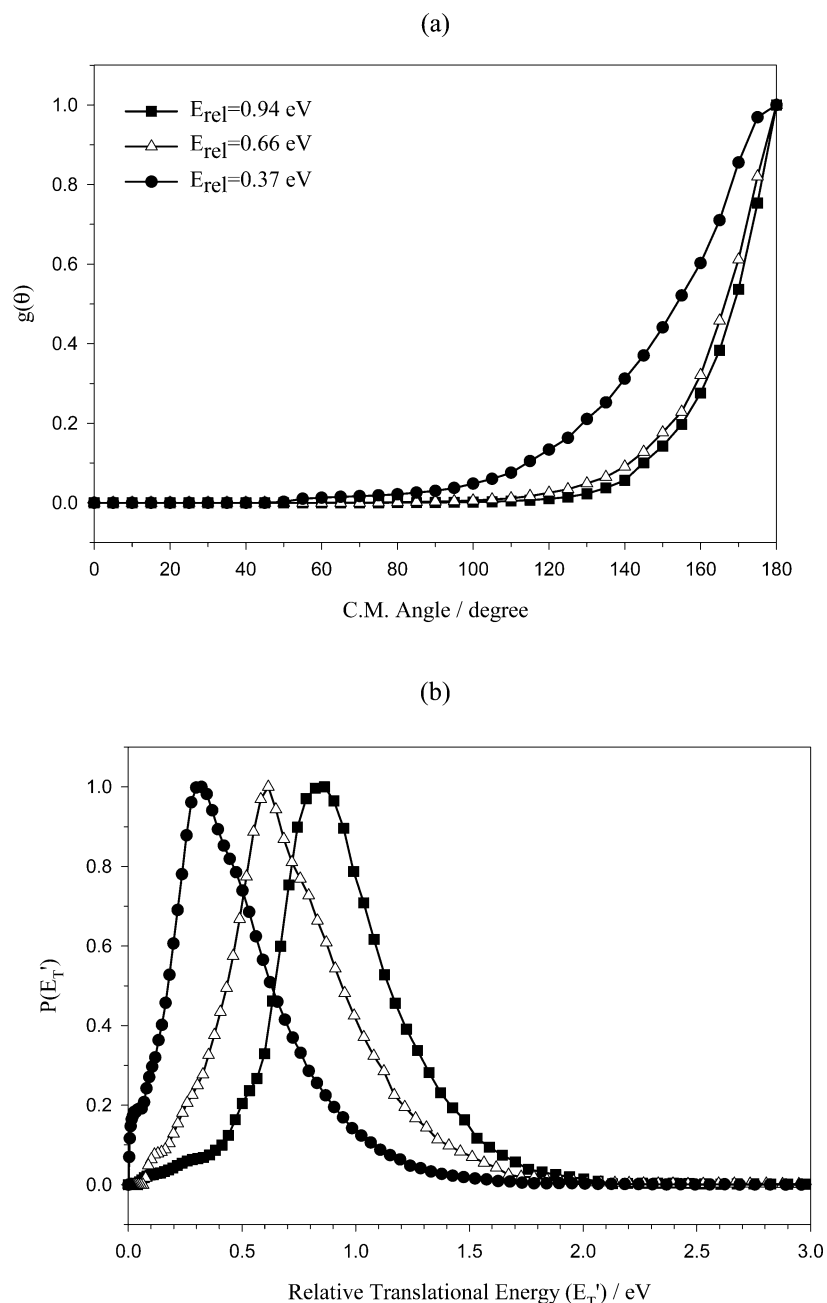 (a)
1.0
0.8
0.6
0.4
0.2
0.0
g(θ)
E_rel=0.94 eV
E_rel=0.66 eV
E_rel=0.37 eV
0 20 40 60 80 100 120 140 160 180
C.M. Angle / degree
(b)
1.0
0.8
0.6
0.4
0.2
0.0
P(E_T')
0.0 0.5 1.0 1.5 2.0 2.5 3.0
Relative Translational Energy (E_T') / eV